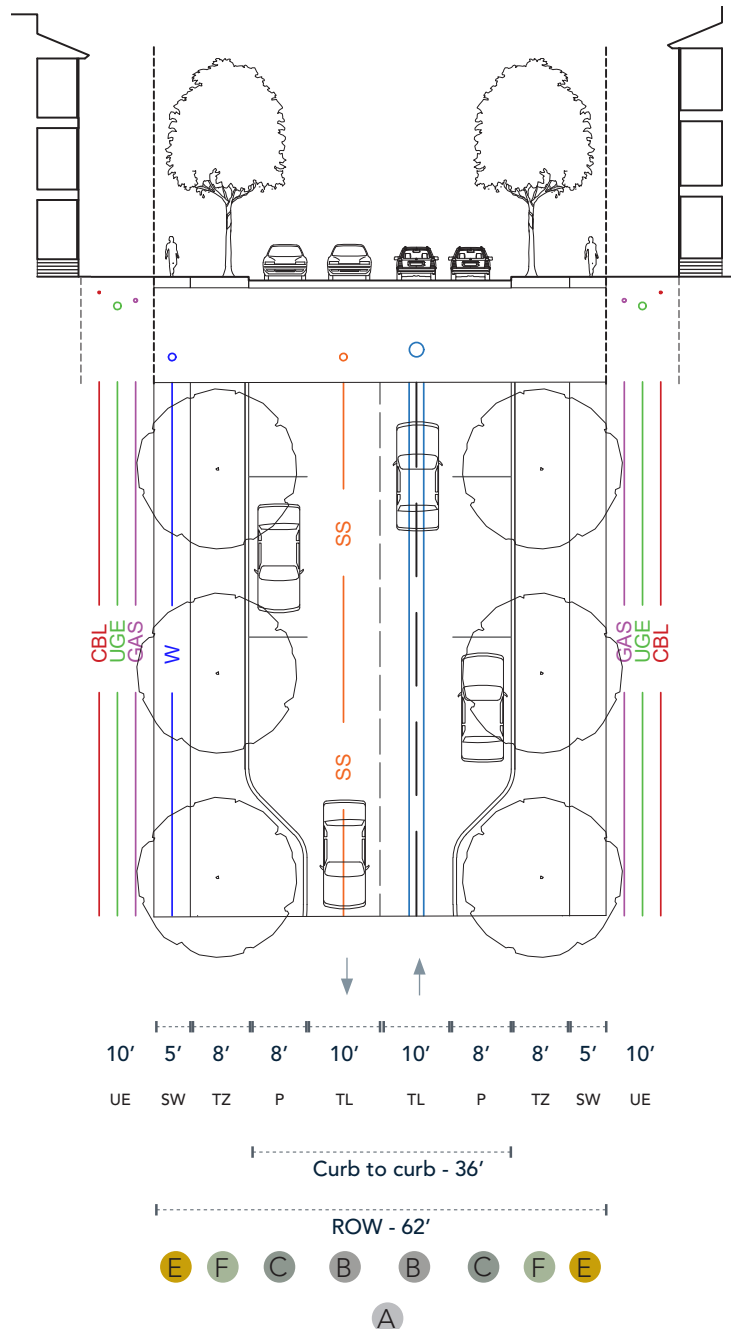 SS
CBL UGE GAS W GAS UGE CBL
SS
10’ 5’ 8’ 8’ 10’ 10’ 8’ 8’ 5’ 10’
UE SW TZ P TL TL P TZ SW UE
Curb to curb - 36’
ROW - 62’
E F C B B C F E
A